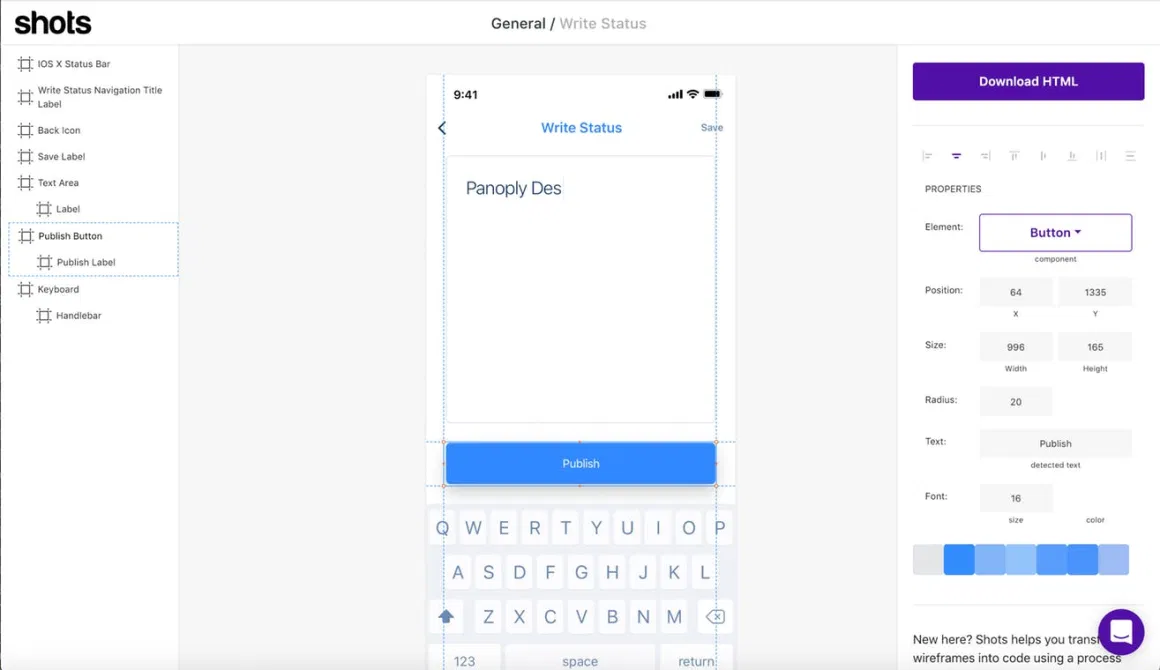 shots
General / Write Status
IOS X Status Bar
Write Status Navigation Title
Label
Back Icon
Save Label
Text Area
Label
Publish Button
Publish Label
Keyboard
Handlebar
9:41
Write Status
Save
Panoply Des
Publish
Q W E R T Y U I O P
A S D F G H J K L
Z X C V B N M
123 space return
Download HTML
PROPERTIES
Element:
Button
component
Position:
64 1335
X Y
Size:
996 165
Width Height
Radius:
20
Text:
Publish
detected text
Font:
16
size color
New here? Shots helps you
wireframes into code using a process